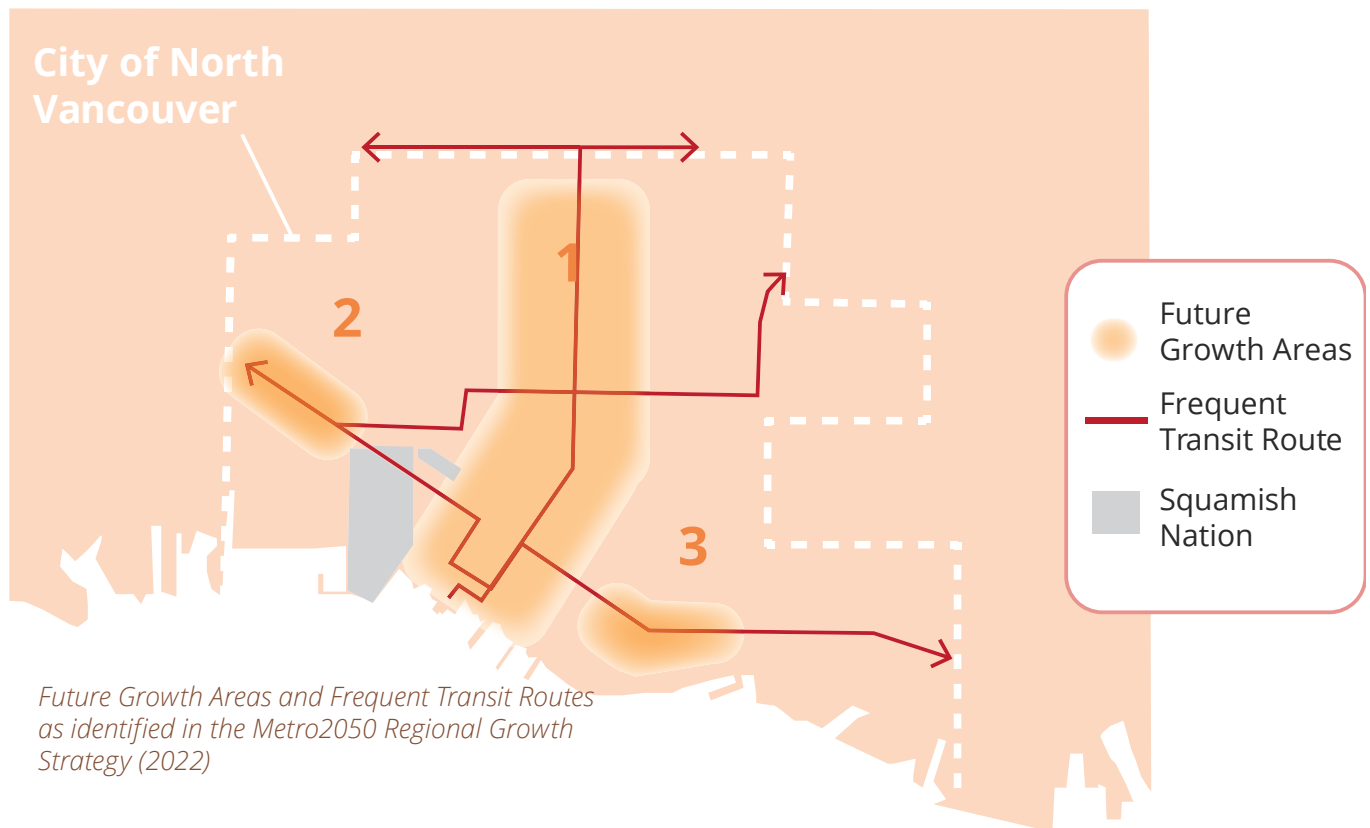 City of North
Vancouver
1
2
3
Future
Growth Areas
Frequent
Transit Route
Squamish
Nation
Future Growth Areas and Frequent Transit Routes
as identified in the Metro2050 Regional Growth
Strategy (2022)